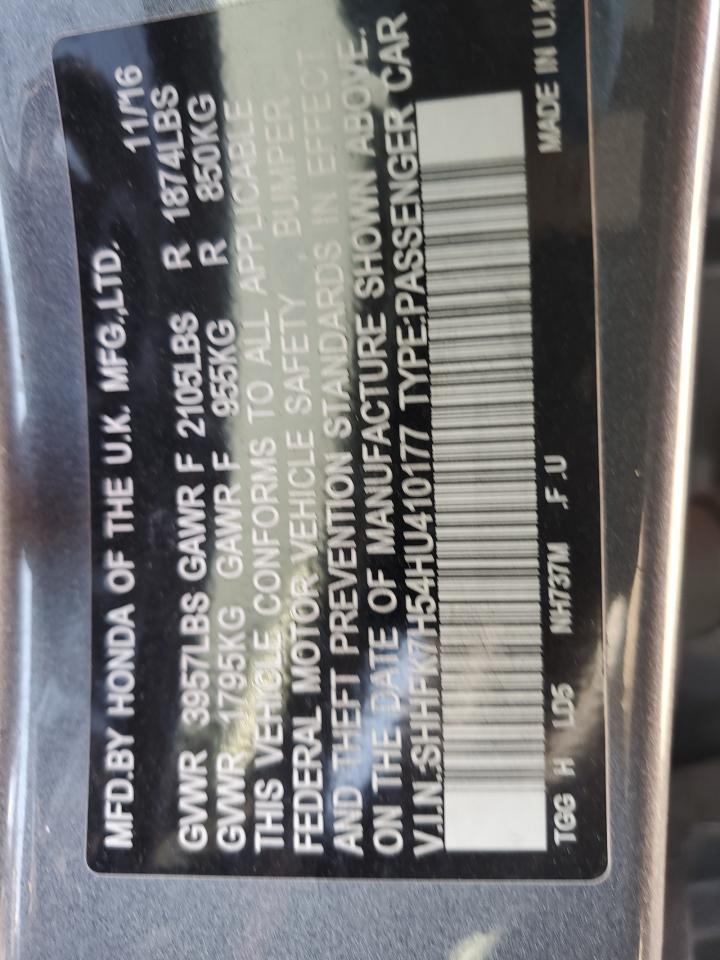 MFD.BY HONDA OF THE U.K. MFG.,LTD. 11/16
GVWR 3957LBS GAWR F 2105LBS R 1874LBS
GVWR 1795KG GAWR F 955KG R 850KG
THIS VEHICLE CONFORMS TO ALL APPLICABLE
FEDERAL MOTOR VEHICLE SAFETY , BUMPER
AND THEFT PREVENTION STANDARDS IN EFFECT
ON THE DATE OF MANUFACTURE SHOWN ABOVE.
V.I.N.:SHHFK7H54HU410177 TYPE:PASSENGER CAR
TGG H LD5 NH737M .F .U MADE IN U.K